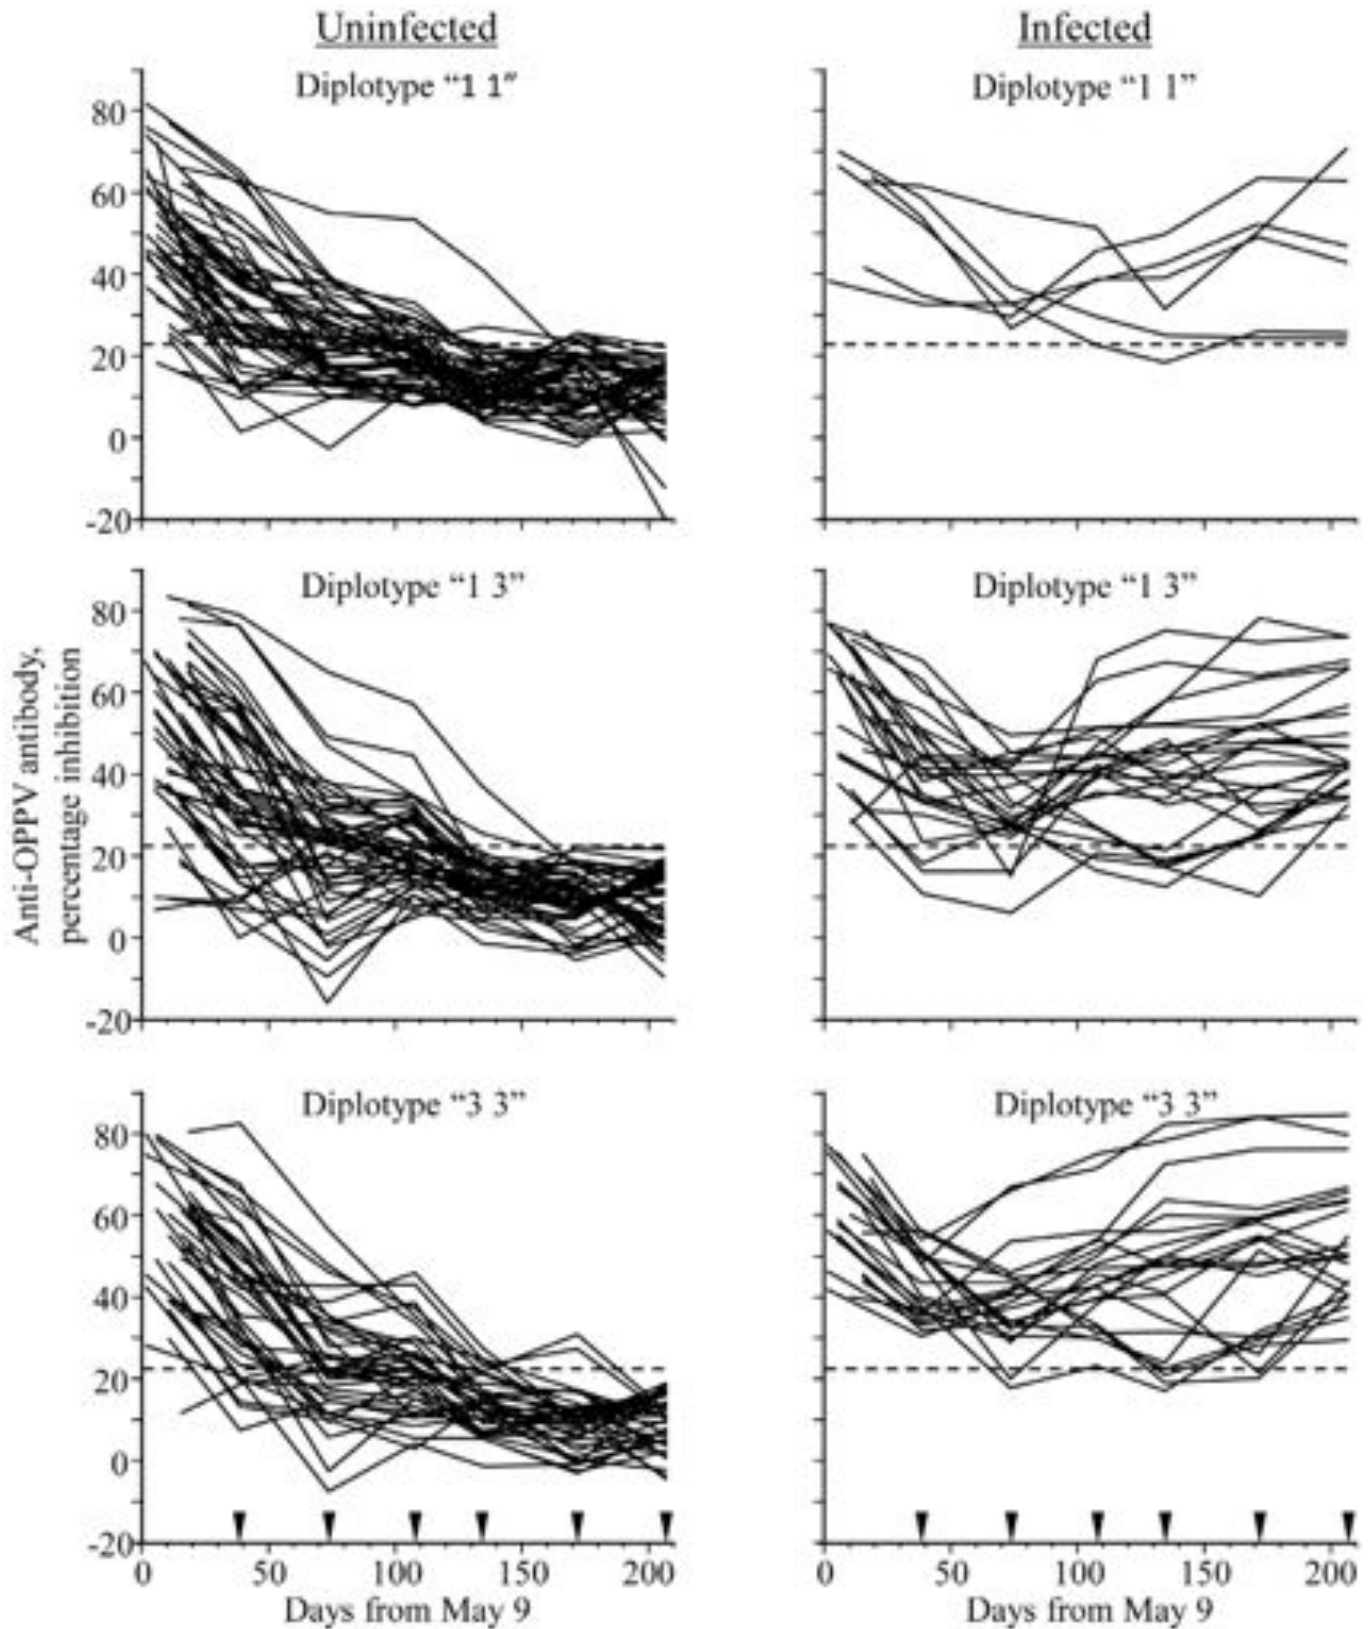 Uninfected
Infected
Diplotype “1 1”
Diplotype “1 1”
80
60
40
20
0
-20
Diplotype “1 3”
Diplotype “1 3”
80
60
40
20
0
-20
Anti-OPPV antibody,
percentage inhibition
Diplotype “3 3”
Diplotype “3 3”
80
60
40
20
0
-20
0 50 100 150 200
0 50 100 150 200
Days from May 9
Days from May 9